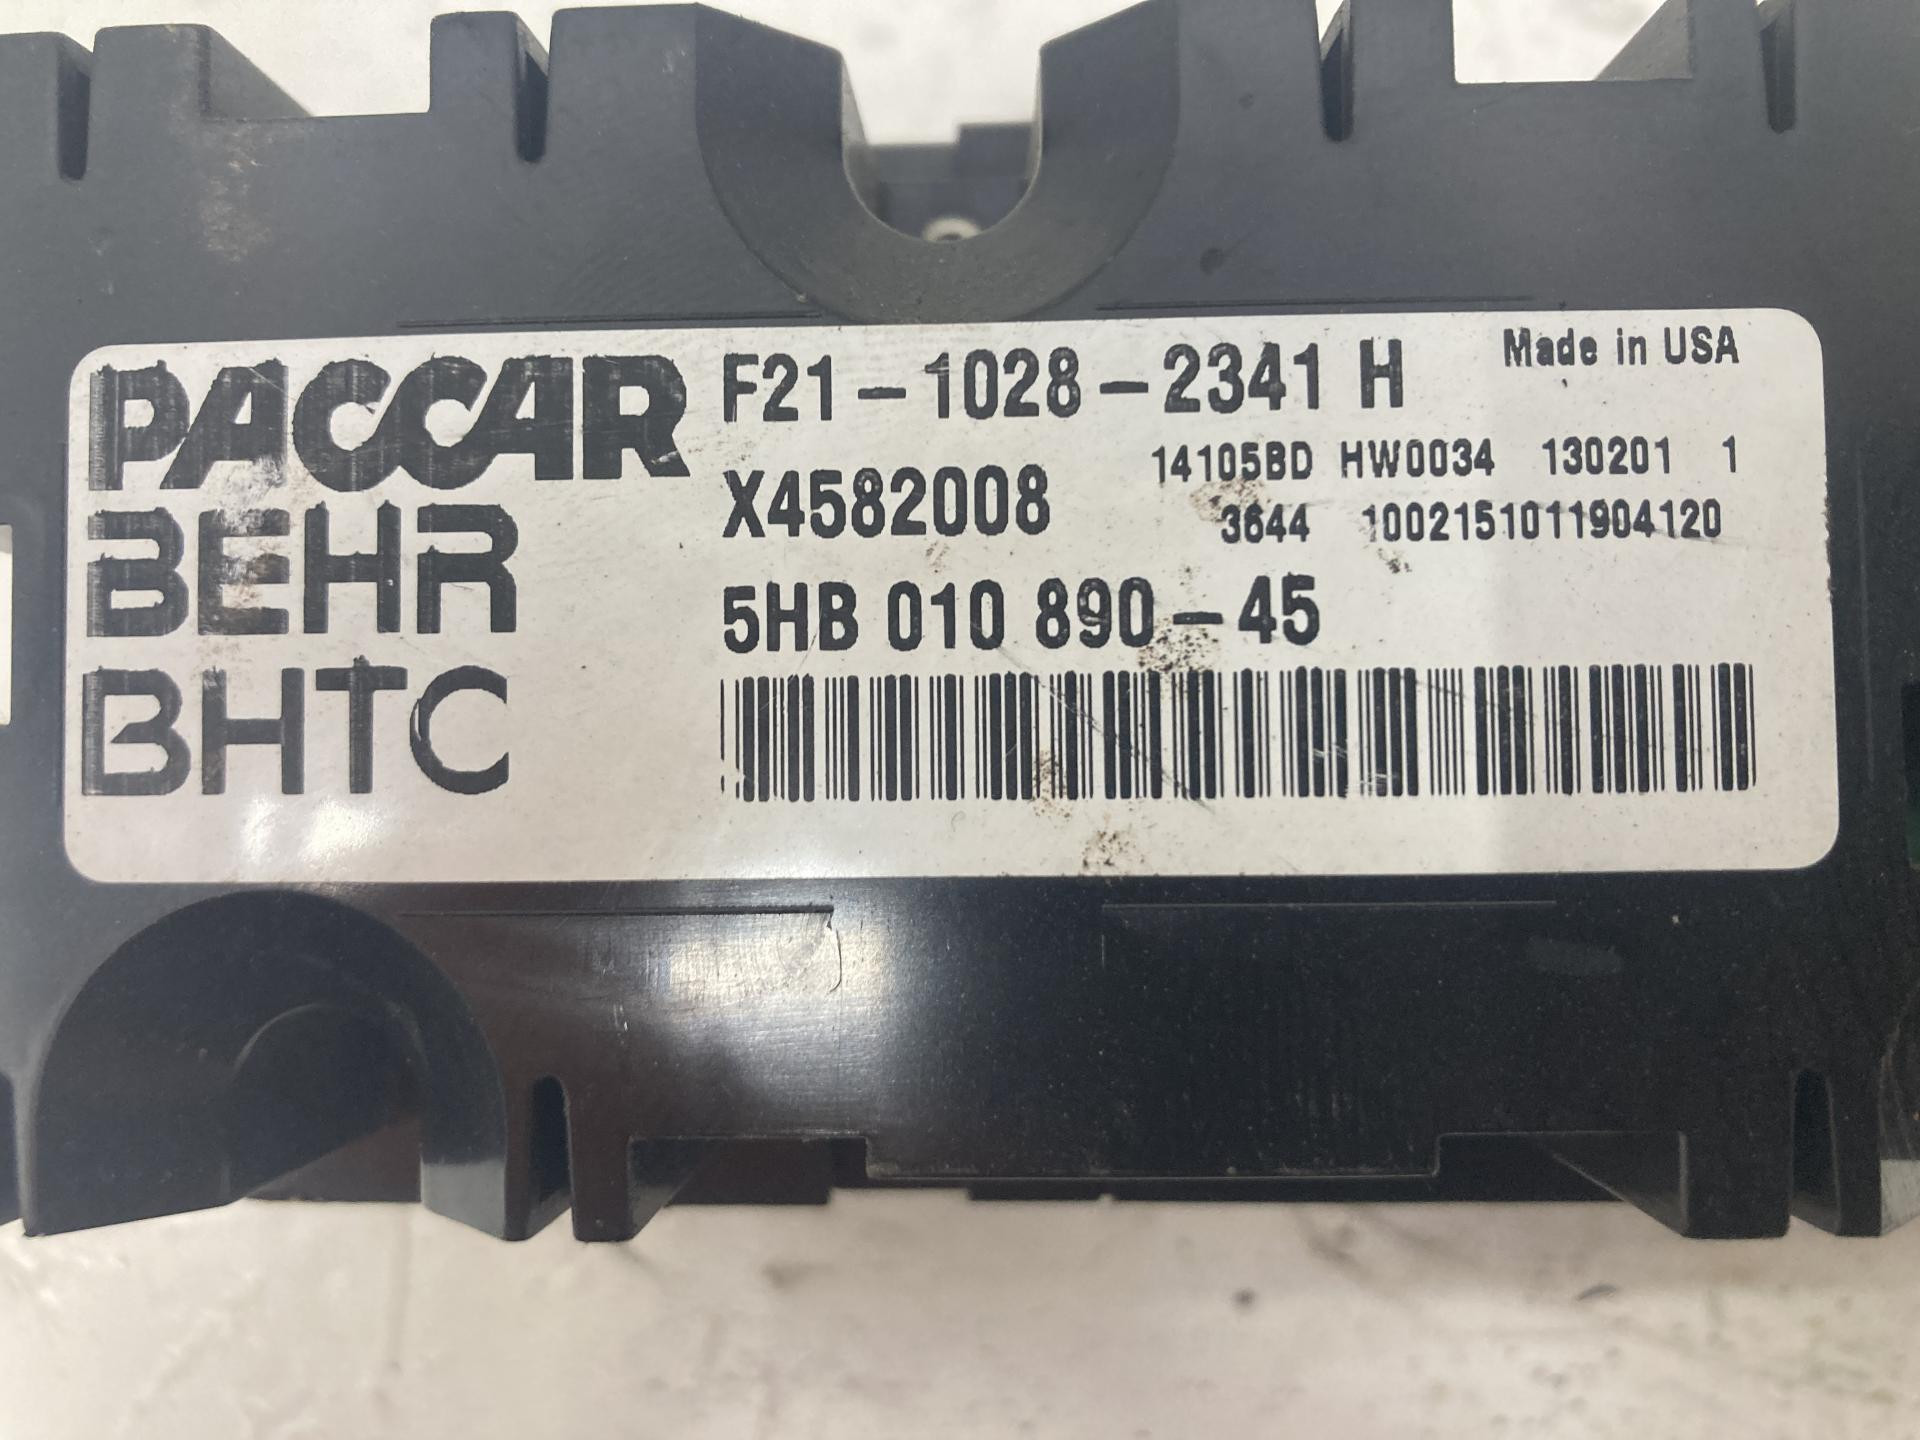 PACCAR
BEHR
BHTC
F21-1028-2341 H
Made in USA
X4582008
14105BD HW0034 130201 1
3644 1002151011904120
5HB 010 890-45